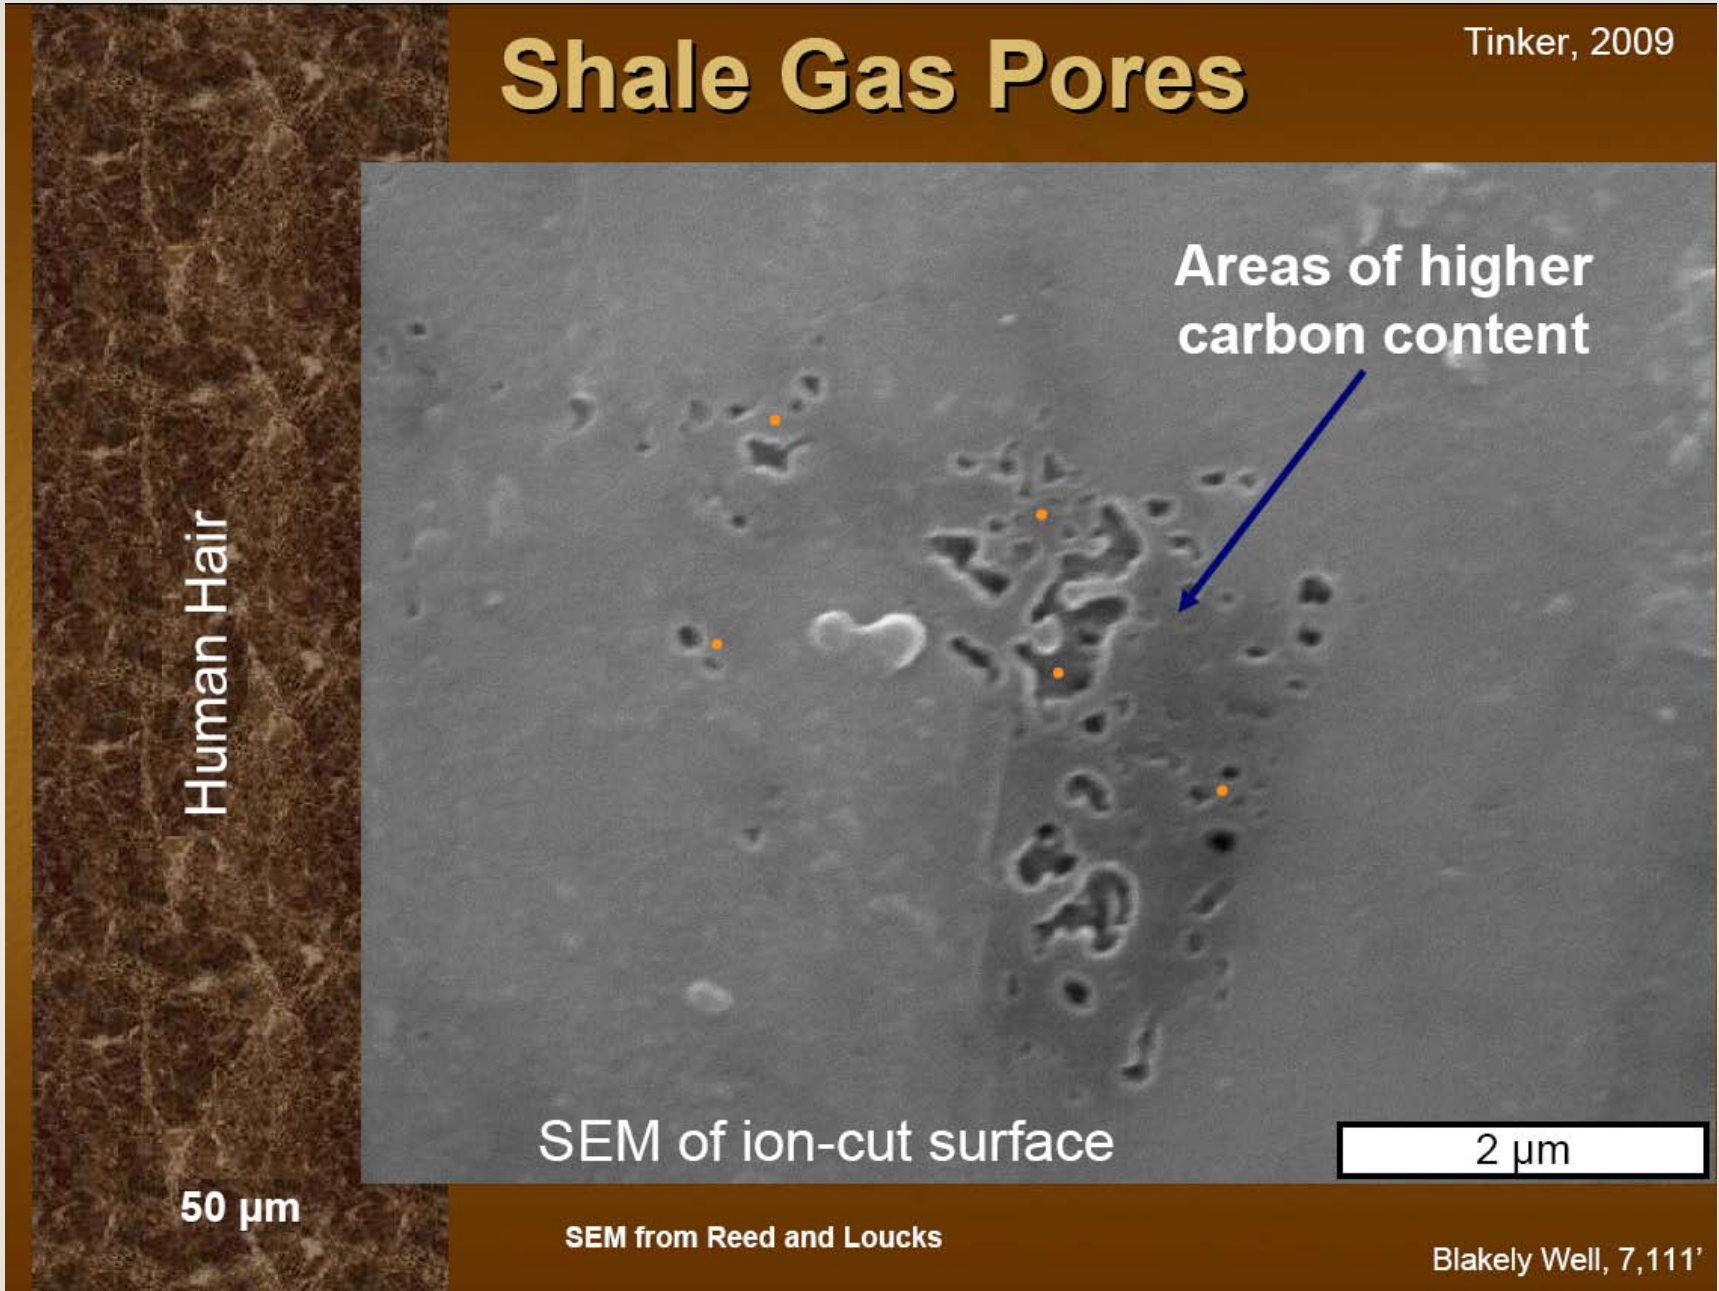 Shale Gas Pores
Tinker, 2009
Areas of higher
carbon content
Human Hair
SEM of ion-cut surface
2 µm
50 µm
SEM from Reed and Loucks
Blakely Well, 7,111’